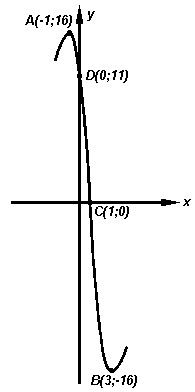 A(-1;16)
y
D(0;11)
x
C(1;0)
B(3;-16)